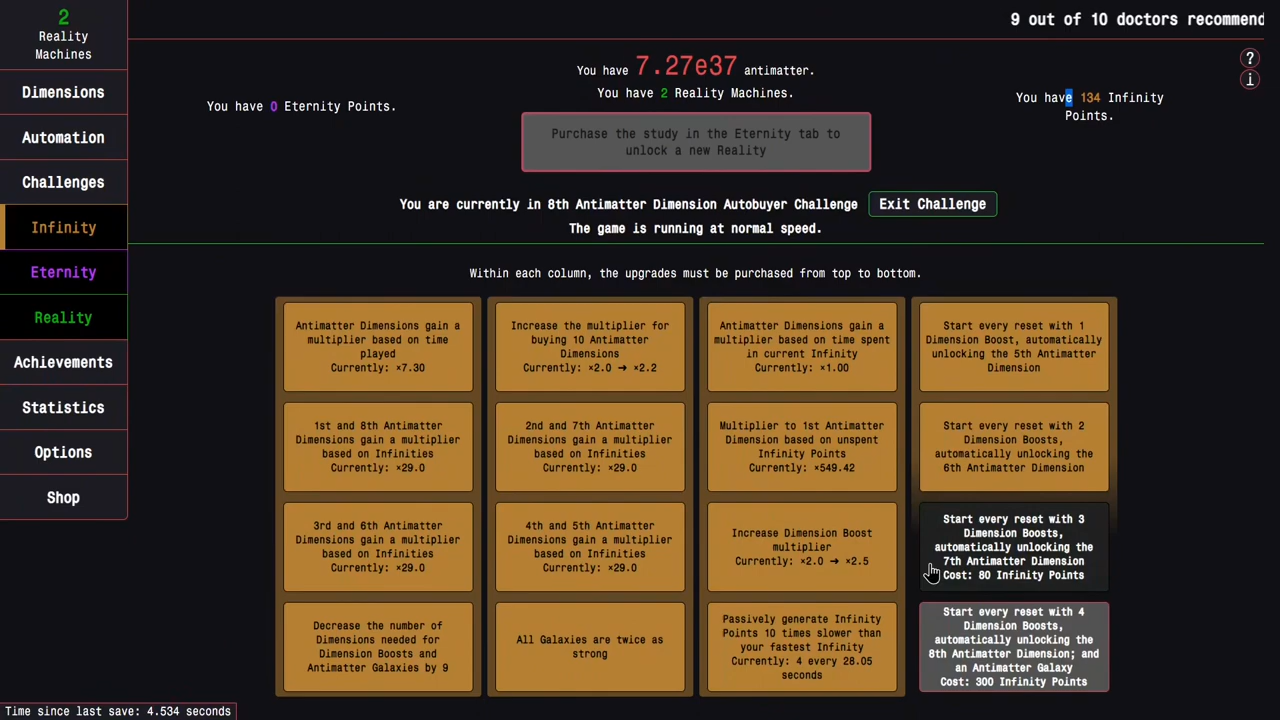 2
Reality
Machines
Dimensions
Automation
Challenges
Infinity
Eternity
Reality
Achievements
Statistics
Options
Shop
9 out of 10 doctors recommend
?
i
You have 7.27e37 antimatter.
You have 2 Reality Machines.
You have 0 Eternity Points.
You have 134 Infinity
Points.
Purchase the study in the Eternity tab to
unlock a new Reality
You are currently in 8th Antimatter Dimension Autobuyer Challenge
Exit Challenge
The game is running at normal speed.
Within each column, the upgrades must be purchased from top to bottom.
Antimatter Dimensions gain a
multiplier based on time
played
Currently: ×7.30
Increase the multiplier for
buying 10 Antimatter
Dimensions
Currently: ×2.0 ➜ ×2.2
Antimatter Dimensions gain a
multiplier based on time spent
in current Infinity
Currently: ×1.00
Start every reset with 1
Dimension Boost, automatically
unlocking the 5th Antimatter
Dimension
1st and 8th Antimatter
Dimensions gain a multiplier
based on Infinities
Currently: ×29.0
2nd and 7th Antimatter
Dimensions gain a multiplier
based on Infinities
Currently: ×29.0
Multiplier to 1st Antimatter
Dimension based on unspent
Infinity Points
Currently: ×549.42
Start every reset with 2
Dimension Boosts,
automatically unlocking the
6th Antimatter Dimension
3rd and 6th Antimatter
Dimensions gain a multiplier
based on Infinities
Currently: ×29.0
4th and 5th Antimatter
Dimensions gain a multiplier
based on Infinities
Currently: ×29.0
Increase Dimension Boost
multiplier
Currently: ×2.0 ➜ ×2.5
Start every reset with 3
Dimension Boosts,
automatically unlocking the
7th Antimatter Dimension
Cost: 80 Infinity Points
Decrease the number of
Dimensions needed for
Dimension Boosts and
Antimatter Galaxies by 9
All Galaxies are twice as
strong
Passively generate Infinity
Points 10 times slower than
your fastest Infinity
Currently: 4 every 28.05
seconds
Start every reset with 4
Dimension Boosts,
automatically unlocking the
8th Antimatter Dimension; and
an Antimatter Galaxy
Cost: 300 Infinity Points
Time since last save: 4.534 seconds